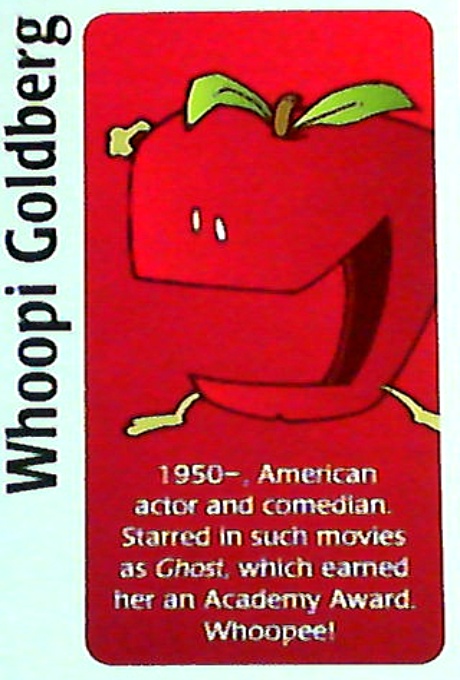 Whoopi Goldberg
1950–, American
actor and comedian.
Starred in such movies
as Ghost, which earned
her an Academy Award.
Whoopee!